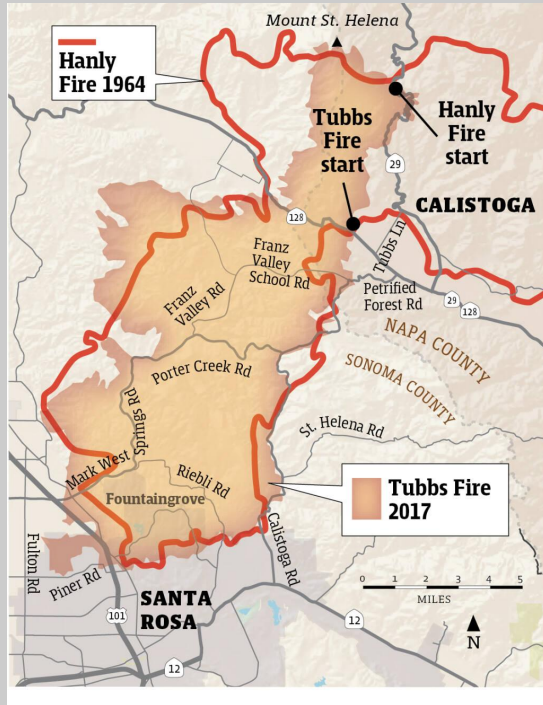 Mount St. Helena
Hanly
Fire 1964
Tubbs
Fire
start
Hanly
Fire
start
29
CALISTOGA
128
Franz
Valley
School Rd
Tubbs Ln
Franz
Valley Rd
Petrified
Forest Rd
29
128
NAPA COUNTY
SONOMA COUNTY
Porter Creek Rd
Springs Rd
Mark West
St. Helena Rd
Riebli Rd
Fountaingrove
Tubbs Fire
2017
Calistoga Rd
Fulton Rd
Piner Rd
101
SANTA
ROSA
0 1 2 3 4 5
MILES
12
N
12